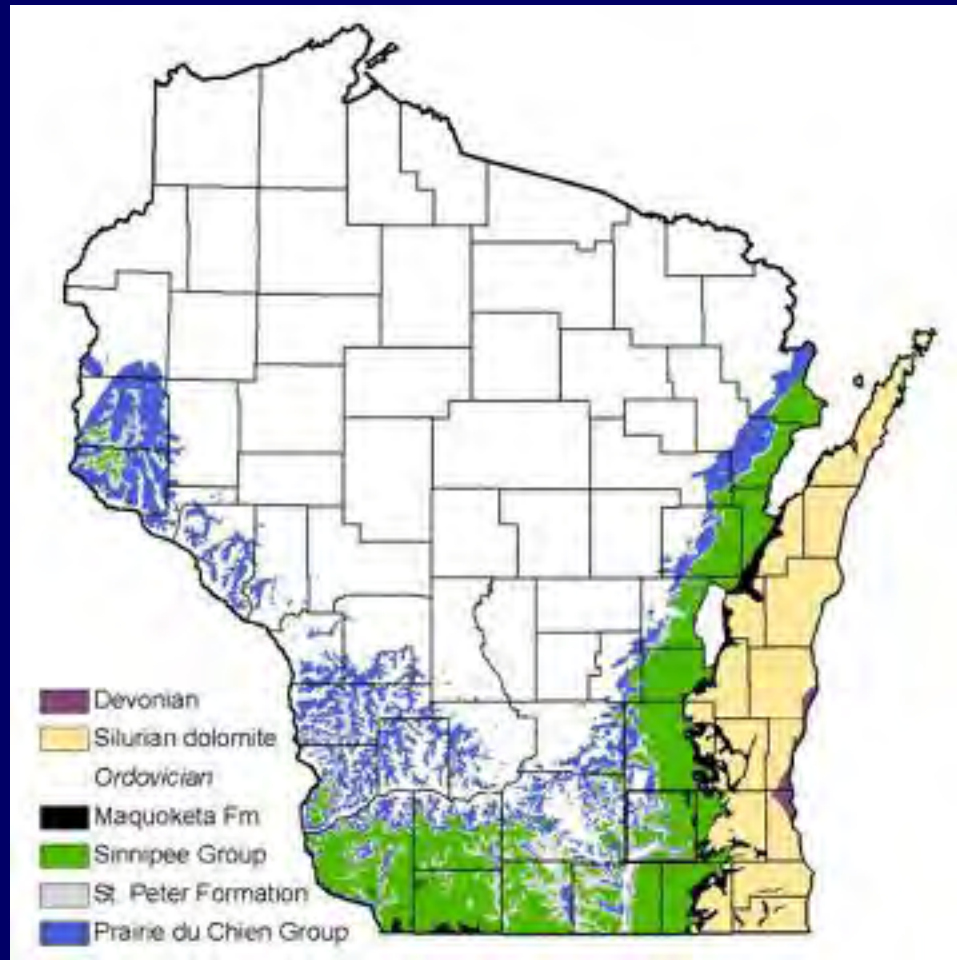 Devonian
Silurian dolomite
Ordovician
Maquoketa Fm
Sinnipee Group
St. Peter Formation
Prairie du Chien Group